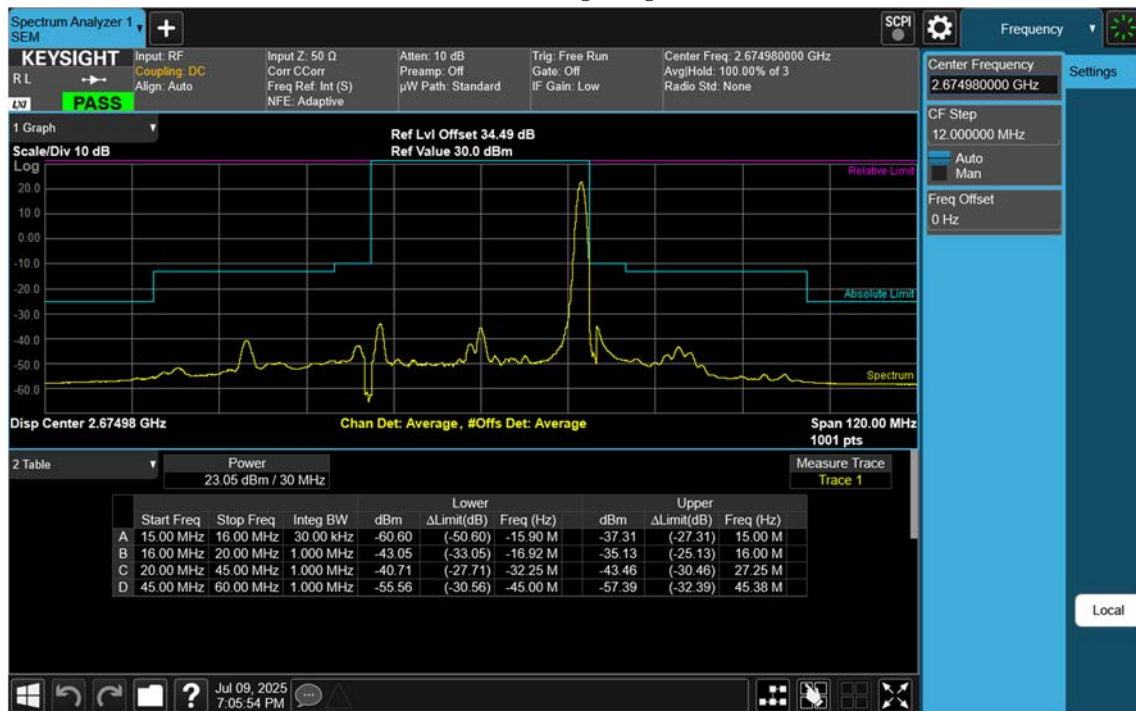 Spectrum Analyzer 1
SEM
SCPI
Frequency
KEYSIGHT
R L
LXI
PASS
Input: RF
Coupling: DC
Align: Auto
Input Z: 50 Ω
Corr CCorr
Freq Ref: Int (S)
NFE: Adaptive
Atten: 10 dB
Preamp: Off
µW Path: Standard
Trig: Free Run
Gate: Off
IF Gain: Low
Center Freq: 2.674980000 GHz
Avg|Hold: 100.00% of 3
Radio Std: None
Center Frequency
2.674980000 GHz
Settings
CF Step
12.000000 MHz
Auto
Man
Freq Offset
0 Hz
1 Graph
Scale/Div 10 dB
Ref Lvl Offset 34.49 dB
Ref Value 30.0 dBm
Log
Relative Limit
20.0
10.0
0.00
-10.0
-20.0
Absolute Limit
-30.0
-40.0
-50.0
Spectrum
-60.0
Disp Center 2.67498 GHz
Chan Det: Average, #Offs Det: Average
Span 120.00 MHz
1001 pts
2 Table
Power
23.05 dBm / 30 MHz
Measure Trace
Trace 1
Lower Upper
Start Freq Stop Freq Integ BW dBm ΔLimit(dB) Freq (Hz) dBm ΔLimit(dB) Freq (Hz)
A 15.00 MHz 16.00 MHz 30.00 kHz -60.60 (-50.60) -15.90 M -37.31 (-27.31) 15.00 M
B 16.00 MHz 20.00 MHz 1.000 MHz -43.05 (-33.05) -16.92 M -35.13 (-25.13) 16.00 M
C 20.00 MHz 45.00 MHz 1.000 MHz -40.71 (-27.71) -32.25 M -43.46 (-30.46) 27.25 M
D 45.00 MHz 60.00 MHz 1.000 MHz -55.56 (-30.56) -45.00 M -57.39 (-32.39) 45.38 M
Local
?
Jul 09, 2025
7:05:54 PM